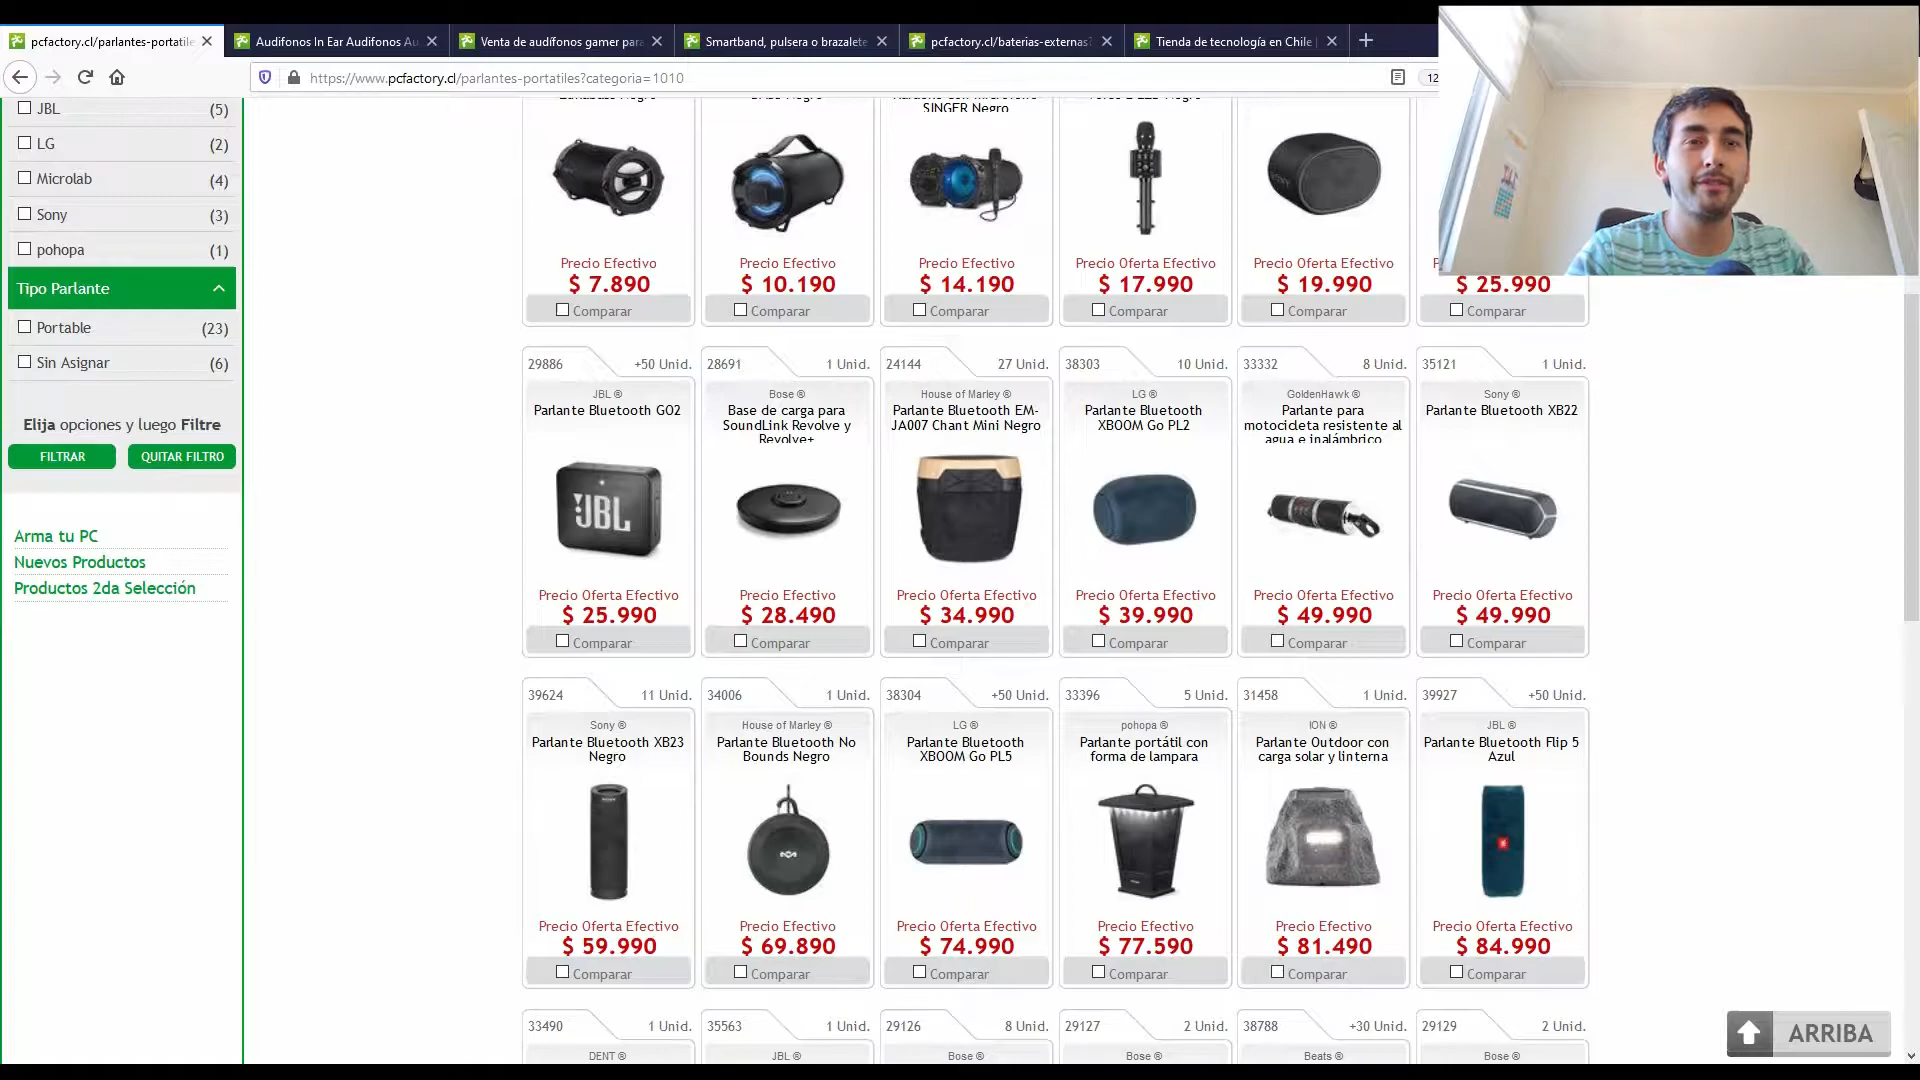 pcfactory.cl/parlantes-portatile
Audifonos In Ear Audifonos Au
Venta de audífonos gamer para
Smartband, pulsera o brazalete
pcfactory.cl/baterias-externas?
Tienda de tecnología en Chile |
https://www.pcfactory.cl/parlantes-portatiles?categoria=1010
JBL (5)
LG (2)
Microlab (4)
Sony (3)
pohopa (1)
Tipo Parlante
Portable (23)
Sin Asignar (6)
Elija opciones y luego Filtre
FILTRAR QUITAR FILTRO
Arma tu PC
Nuevos Productos
Productos 2da Selección
SINGER Negro
Precio Efectivo
$ 7.890
Comparar
Precio Efectivo
$ 10.190
Comparar
Precio Efectivo
$ 14.190
Comparar
Precio Oferta Efectivo
$ 17.990
Comparar
SONY
Precio Oferta Efectivo
$ 19.990
Comparar
$ 25.990
Comparar
29886 +50 Unid.
JBL ®
Parlante Bluetooth GO2
JBL
Precio Oferta Efectivo
$ 25.990
Comparar
28691 1 Unid.
Bose ®
Base de carga para
SoundLink Revolve y
Revolve+
Precio Efectivo
$ 28.490
Comparar
24144 27 Unid.
House of Marley ®
Parlante Bluetooth EM-
JA007 Chant Mini Negro
Precio Oferta Efectivo
$ 34.990
Comparar
38303 10 Unid.
LG ®
Parlante Bluetooth
XBOOM Go PL2
Precio Oferta Efectivo
$ 39.990
Comparar
33332 8 Unid.
GoldenHawk ®
Parlante para
motocicleta resistente al
agua e inalámbrico
Precio Oferta Efectivo
$ 49.990
Comparar
35121 1 Unid.
Sony ®
Parlante Bluetooth XB22
Precio Oferta Efectivo
$ 49.990
Comparar
39624 11 Unid.
Sony ®
Parlante Bluetooth XB23
Negro
Precio Oferta Efectivo
$ 59.990
Comparar
34006 1 Unid.
House of Marley ®
Parlante Bluetooth No
Bounds Negro
Precio Efectivo
$ 69.890
Comparar
38304 +50 Unid.
LG ®
Parlante Bluetooth
XBOOM Go PL5
Precio Oferta Efectivo
$ 74.990
Comparar
33396 5 Unid.
pohopa ®
Parlante portátil con
forma de lampara
Precio Efectivo
$ 77.590
Comparar
31458 1 Unid.
ION ®
Parlante Outdoor con
carga solar y linterna
Precio Efectivo
$ 81.490
Comparar
39927 +50 Unid.
JBL ®
Parlante Bluetooth Flip 5
Azul
Precio Oferta Efectivo
$ 84.990
Comparar
33490 1 Unid.
DENT ®
35563 1 Unid.
JBL ®
29126 8 Unid.
Bose ®
29127 2 Unid.
Bose ®
38788 +30 Unid.
Beats ®
29129 2 Unid.
Bose ®
ARRIBA